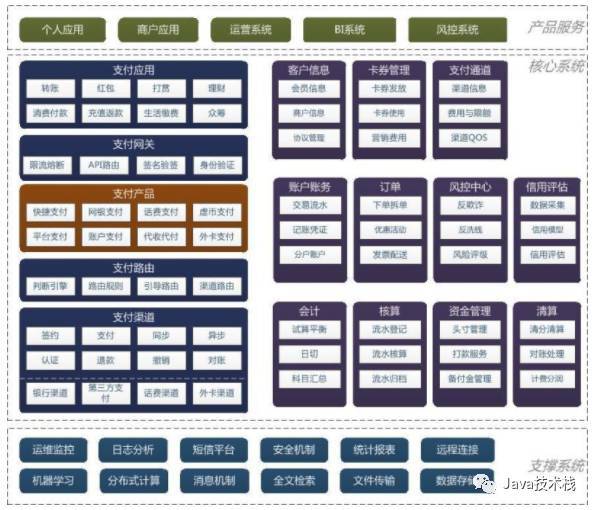 个人应用 商户应用 运营系统 BI系统 风控系统 产品服务
核心系统
支付应用
转账 红包 打赏 理财
消费付款 充值返款 生活缴费 众筹
支付网关
限流熔断 API路由 签名验签 身份验证
支付产品
快捷支付 网银支付 话费支付 虚币支付
平台支付 账户支付 代收代付 外卡支付
支付路由
判断引擎 路由规则 引导路由 渠道路由
支付渠道
签约 支付 同步 异步
认证 退款 撤销 对账
银行渠道 第三方支付 话费渠道 外卡渠道
客户信息 卡券管理 支付通道
会员信息 卡券发放 渠道信息
商户信息 卡券使用 费用与限额
协议管理 营销费用 渠道QOS
账户账务 订单 风控中心 信用评估
交易流水 下单拆单 反欺诈 数据采集
记账凭证 优惠活动 反洗线 信用模型
分户账户 发票配送 风险评级 信用评估
会计 核算 资金管理 清算
试算平衡 流水登记 头寸管理 清分清算
日切 流水核算 打款服务 对账处理
科目汇总 流水归档 备付金管理 计费分润
运维监控 日志分析 短信平台 安全机制 统计报表 远程连接
机器学习 分布式计算 消息机制 全文检索 文件传输 数据存储
支撑系统
Java技术栈